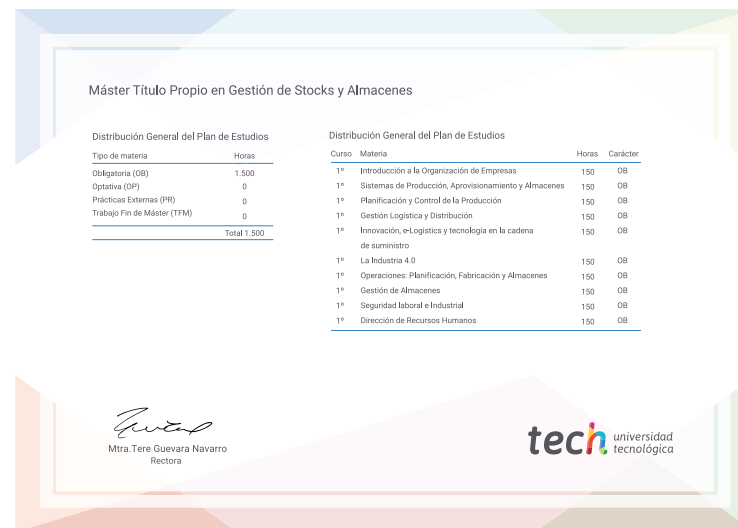 Máster Título Propio en Gestión de Stocks y Almacenes
Distribución General del Plan de Estudios
Tipo de materia Horas
Obligatoria (OB) 1.500
Optativa (OP) 0
Prácticas Externas (PR) 0
Trabajo Fin de Máster (TFM) 0
Total 1.500
Distribución General del Plan de Estudios
Curso Materia Horas Carácter
1º Introducción a la Organización de Empresas 150 OB
1º Sistemas de Producción, Aprovisionamiento y Almacenes 150 OB
1º Planificación y Control de la Producción 150 OB
1º Gestión Logística y Distribución 150 OB
1º Innovación, e-Logistics y tecnología en la cadena 150 OB
de suministro
1º La Industria 4.0 150 OB
1º Operaciones: Planificación, Fabricación y Almacenes 150 OB
1º Gestión de Almacenes 150 OB
1º Seguridad laboral e Industrial 150 OB
1º Dirección de Recursos Humanos 150 OB
Mtra.Tere Guevara Navarro
Rectora
tech universidad
tecnológica